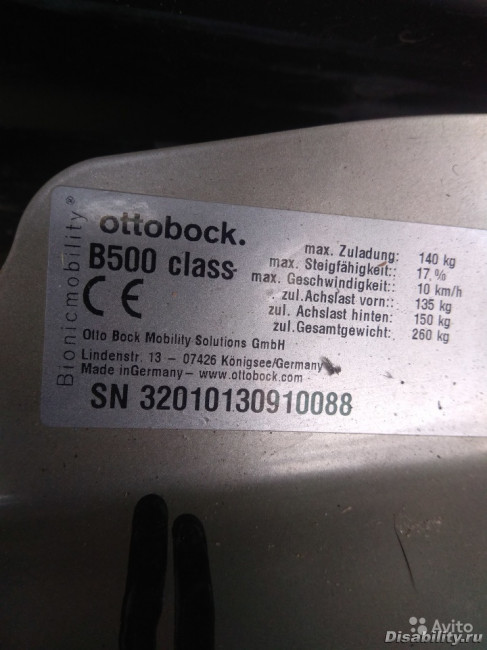 Bionicmobility®
ottobock.
B500 class
CE
max. Zuladung: 140 kg
max. Steigfähigkeit:: 17.%
max. Geschwindigkeit:: 10 km/h
zul.Achslast vorn:: 135 kg
zul. Achslast hinten: 150 kg
zul.Gesamtgewicht: 260 kg
Otto Bock Mobility Solutions GmbH
Lindenstr. 13 – 07426 Königsee/Germany
Made inGermany – www.ottobock.com
SN 32010130910088
Avito
Disability.ru